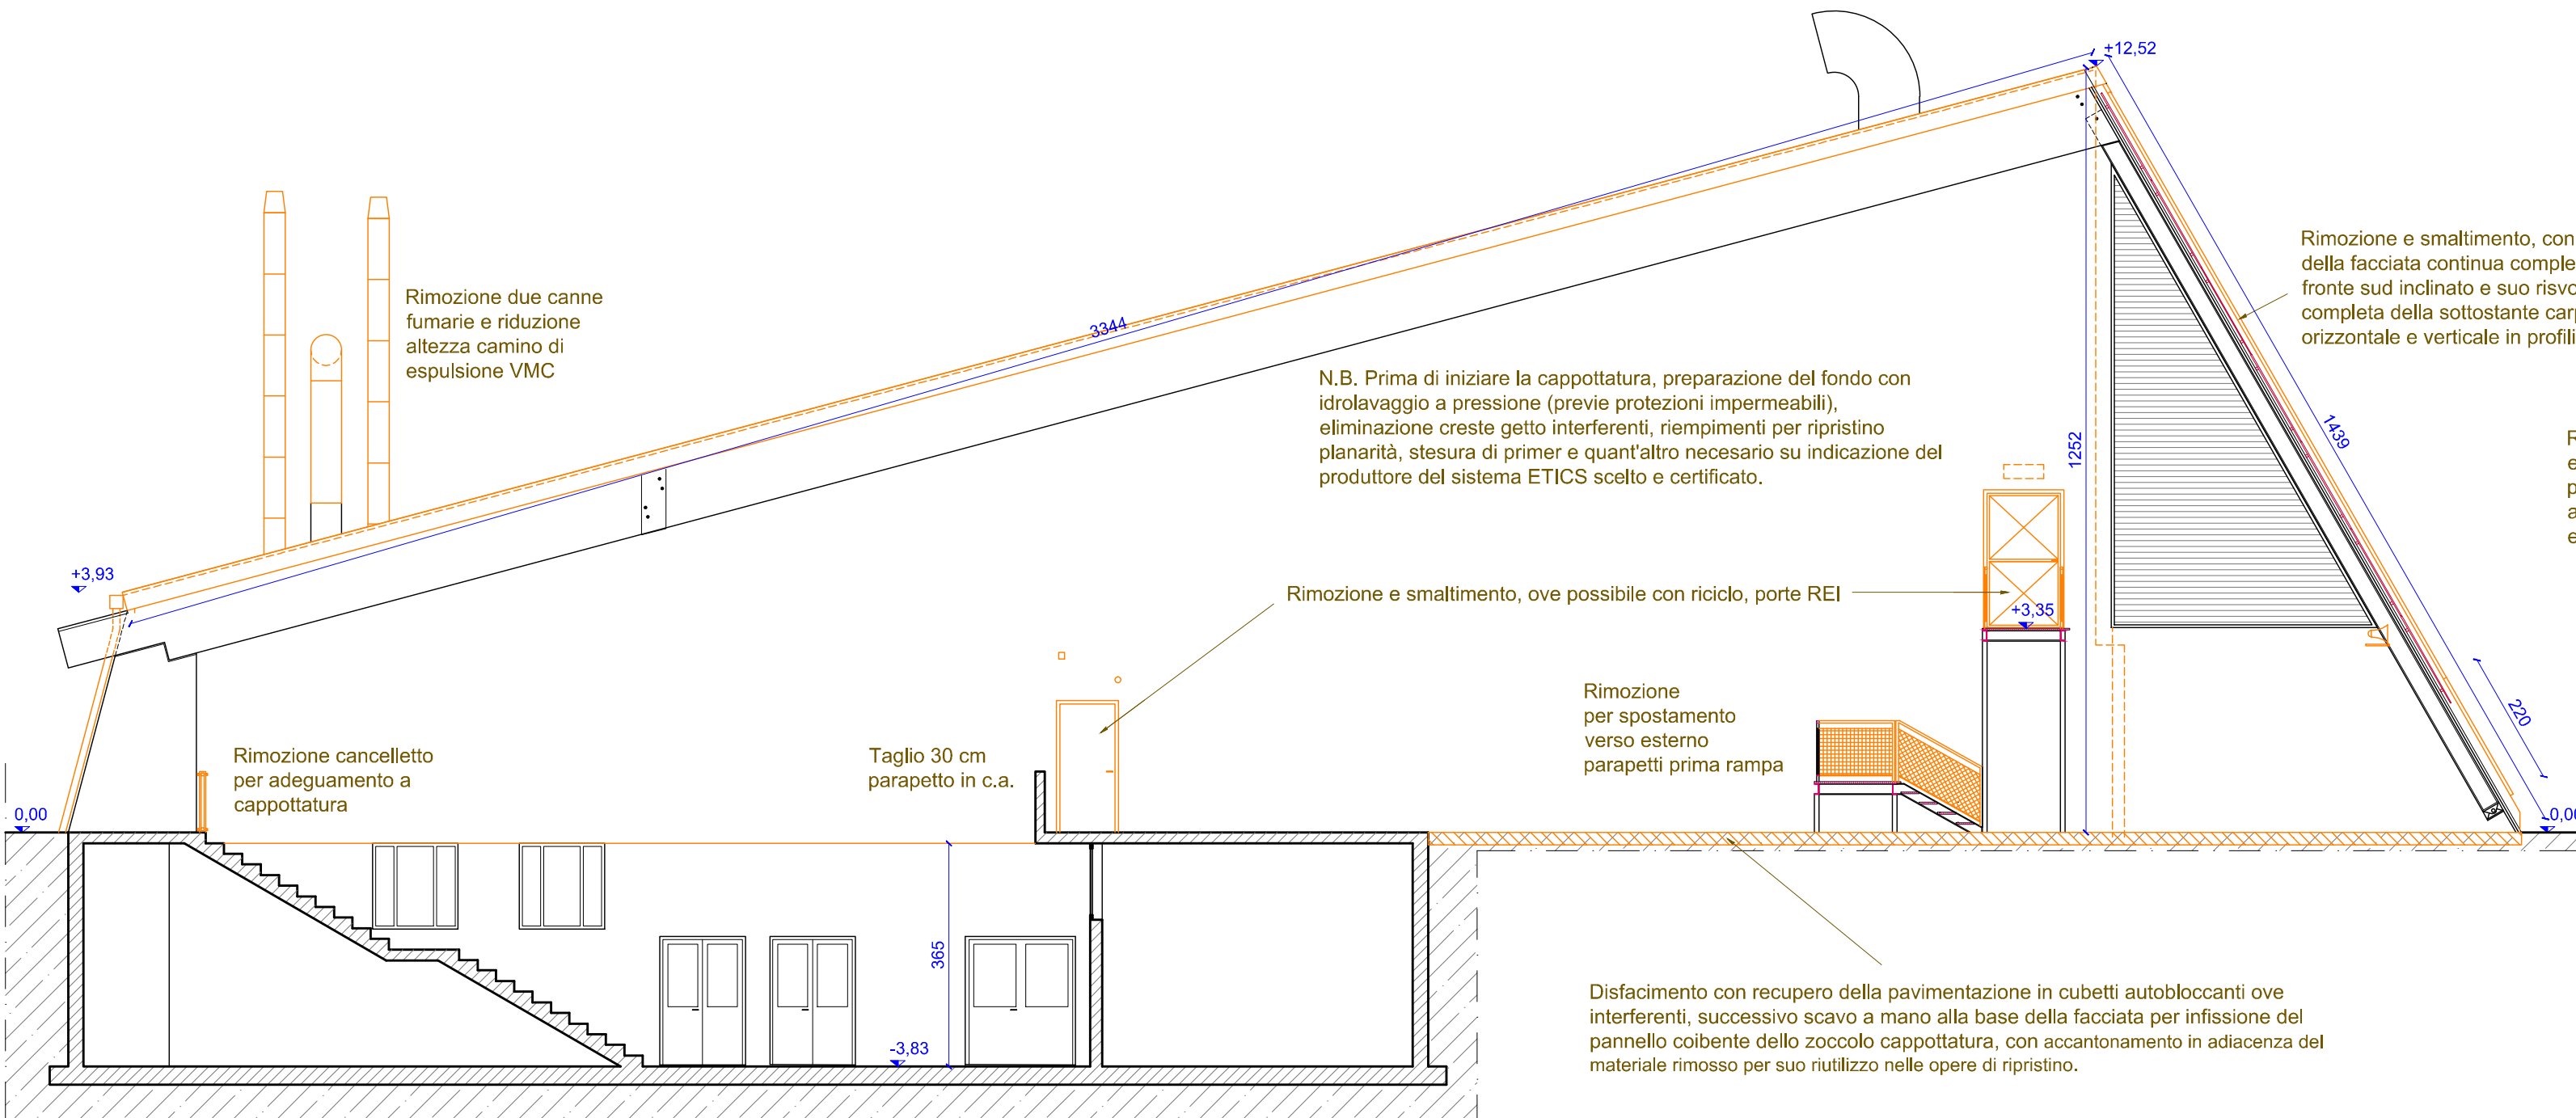 +12,52
Rimozione due canne
fumarie e riduzione
altezza camino di
espulsione VMC
Rimozione e smaltimento, con
della facciata continua comple
fronte sud inclinato e suo risvo
completa della sottostante carp
orizzontale e verticale in profili
3344
N.B. Prima di iniziare la cappottatura, preparazione del fondo con
idrolavaggio a pressione (previe protezioni impermeabili),
eliminazione creste getto interferenti, riempimenti per ripristino
planarità, stesura di primer e quant'altro necessario su indicazione del
produttore del sistema ETICS scelto e certificato.
1252
1439
R
e
p
a
e
+3,93
Rimozione e smaltimento, ove possibile con riciclo, porte REI
+3,35
Rimozione
per spostamento
verso esterno
parapetti prima rampa
220
Rimozione cancelletto
per adeguamento a
cappottatura
Taglio 30 cm
parapetto in c.a.
0,00
0,00
365
-3,83
Disfacimento con recupero della pavimentazione in cubetti autobloccanti ove
interferenti, successivo scavo a mano alla base della facciata per infissione del
pannello coibente dello zoccolo cappottatura, con accantonamento in adiacenza del
materiale rimosso per suo riutilizzo nelle opere di ripristino.